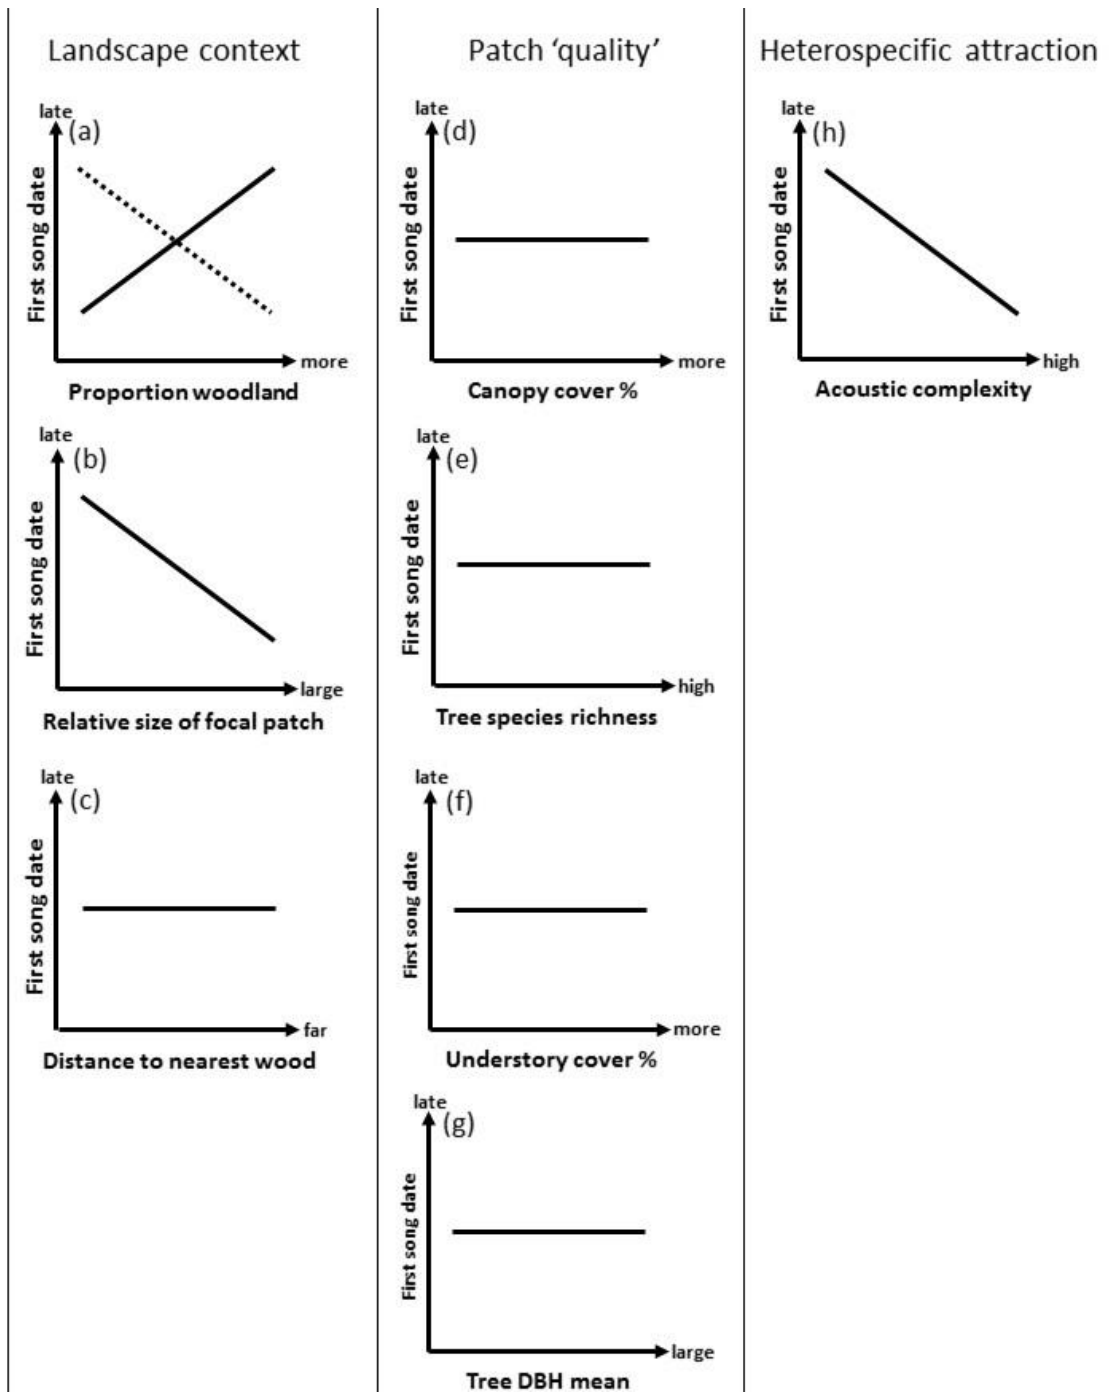 Landscape context
late
(a)
First song date
more
Proportion woodland
late
(b)
First song date
large
Relative size of focal patch
late
(c)
First song date
far
Distance to nearest wood
Patch ‘quality’
late
(d)
First song date
more
Canopy cover %
late
(e)
First song date
high
Tree species richness
late
(f)
First song date
more
Understory cover %
late
(g)
First song date
large
Tree DBH mean
Heterospecific attraction
late
(h)
First song date
high
Acoustic complexity